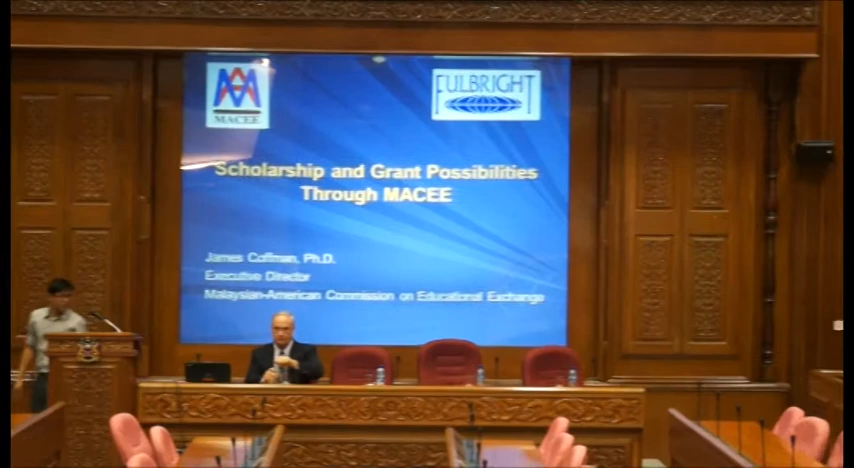 MACEE
FULBRIGHT
Scholarship and Grant Possibilities
Through MACEE
James Coffman, Ph.D.
Executive Director
Malaysian-American Commission on Educational Exchange